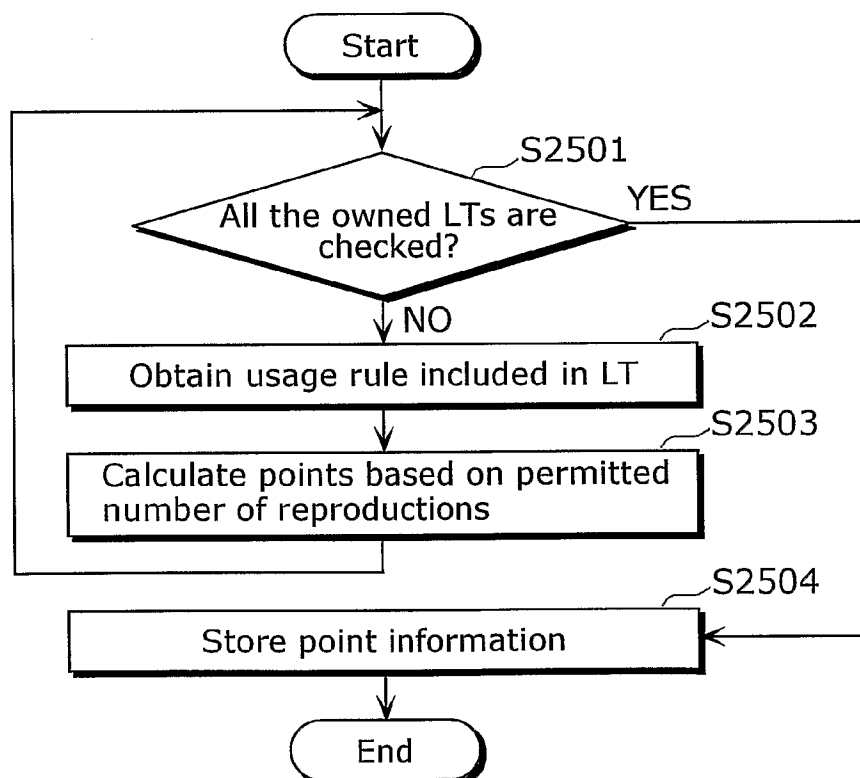 Start
S2501
All the owned LTs are
checked?
YES
NO
S2502
Obtain usage rule included in LT
S2503
Calculate points based on permitted
number of reproductions
S2504
Store point information
End